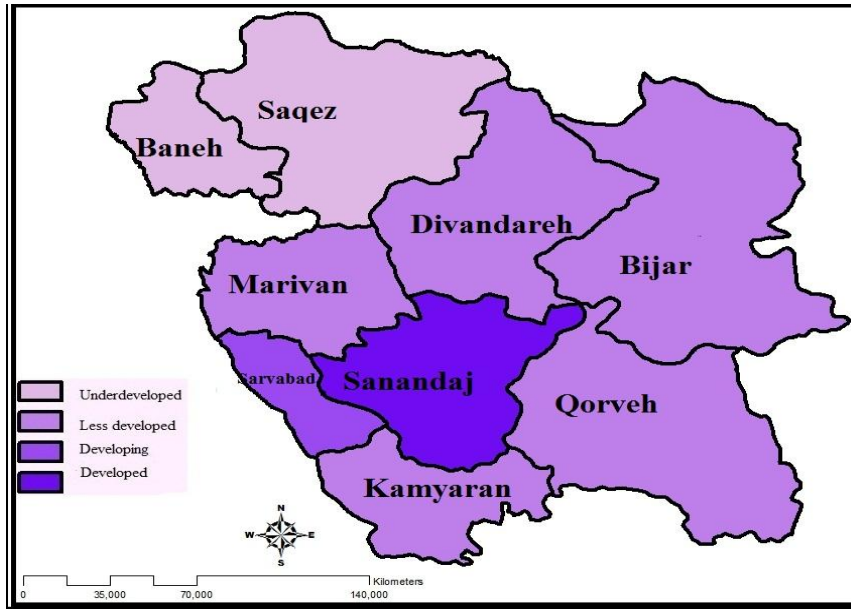 Saqez
Baneh
Divandareh
Bijar
Marivan
Sarvabad
Sanandaj
Qorveh
Kamyaran
Underdeveloped
Less developed
Developing
Developed
N
W E
S
Kilometers
0 35,000 70,000 140,000